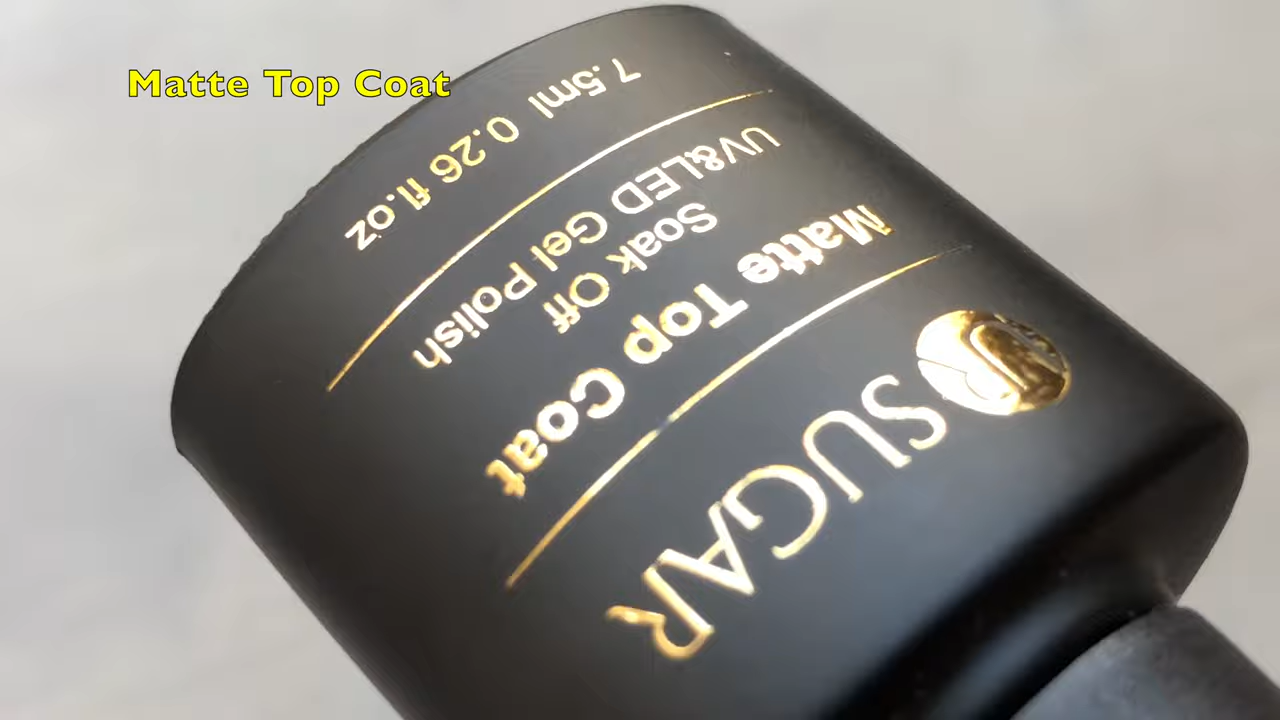 Matte Top Coat
UR SUGAR
Matte Top Coat
Soak Off
UV&LED Gel Polish
7.5ml 0.26 fl.oz